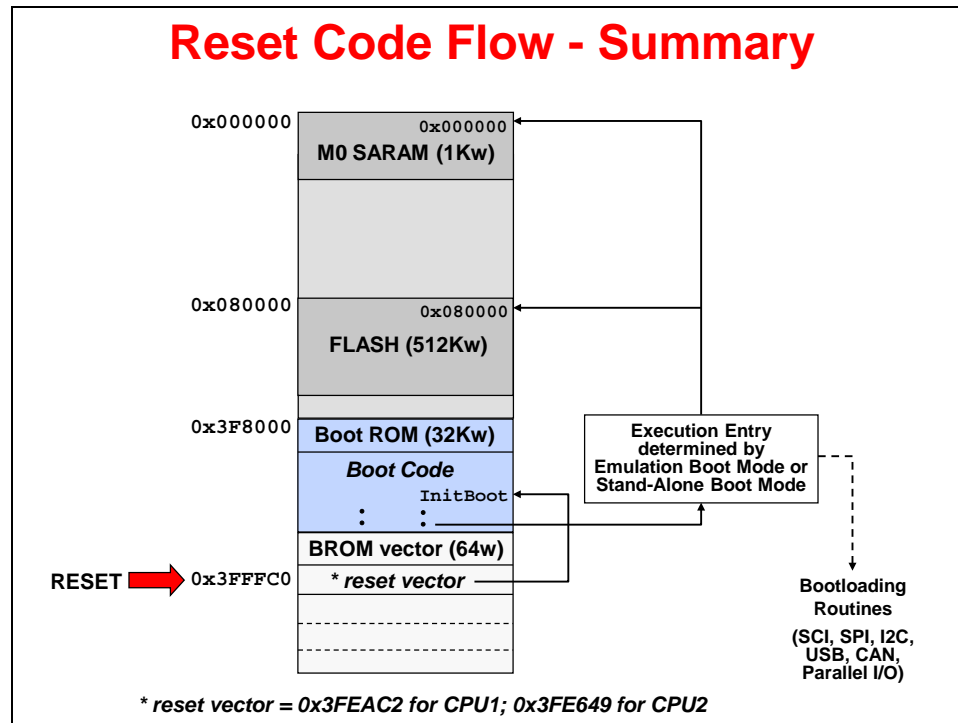 Reset Code Flow - Summary
0x000000
0x000000
M0 SARAM (1Kw)
0x080000
0x080000
FLASH (512Kw)
0x3F8000
Boot ROM (32Kw)
Boot Code
InitBoot
Execution Entry
determined by
Emulation Boot Mode or
Stand-Alone Boot Mode
BROM vector (64w)
RESET
0x3FFFC0
* reset vector
Bootloading
Routines
(SCI, SPI, I2C,
USB, CAN,
Parallel I/O)
* reset vector = 0x3FEAC2 for CPU1; 0x3FE649 for CPU2